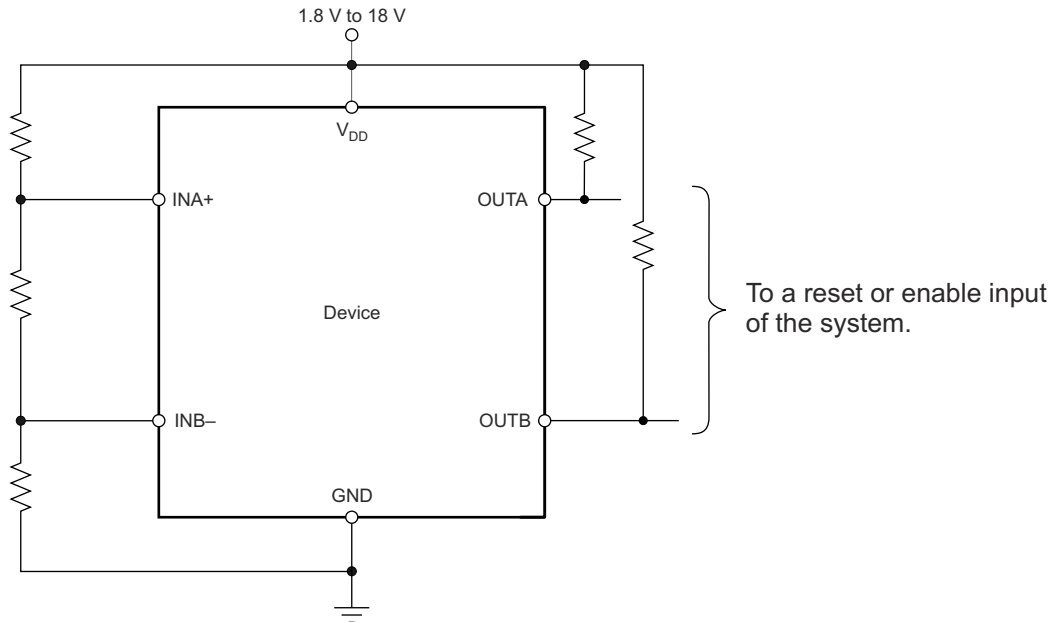 1.8 V to 18 V
VDD
INA+
OUTA
Device
To a reset or enable input
of the system.
INB–
OUTB
GND